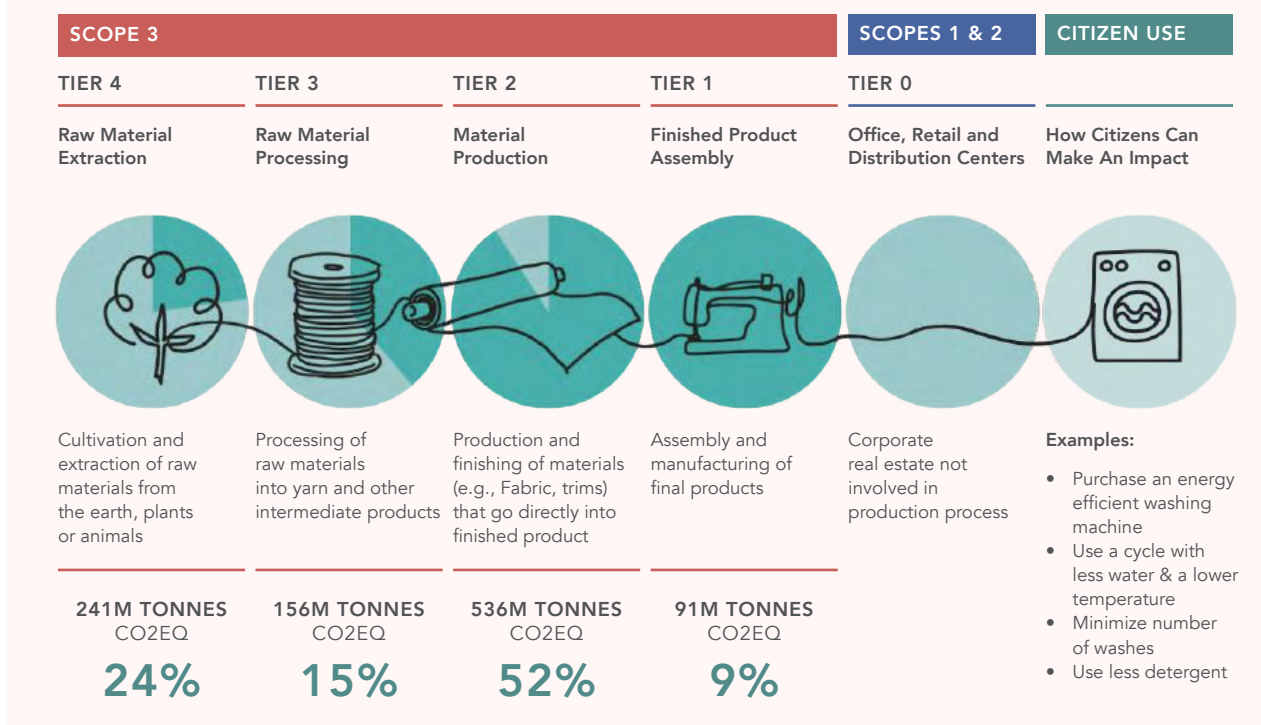 SCOPE 3
SCOPES 1 & 2
CITIZEN USE
TIER 4
TIER 3
TIER 2
TIER 1
TIER 0
Raw Material
Extraction
Raw Material
Processing
Material
Production
Finished Product
Assembly
Office, Retail and
Distribution Centers
How Citizens Can
Make An Impact
Cultivation and
extraction of raw
materials from
the earth, plants
or animals
Processing of
raw materials
into yarn and other
intermediate products
Production and
finishing of materials
(e.g., Fabric, trims)
that go directly into
finished product
Assembly and
manufacturing of
final products
Corporate
real estate not
involved in
production process
Examples:
• Purchase an energy
efficient washing
machine
• Use a cycle with
less water & a lower
temperature
• Minimize number
of washes
• Use less detergent
241M TONNES
CO2EQ
24%
156M TONNES
CO2EQ
15%
536M TONNES
CO2EQ
52%
91M TONNES
CO2EQ
9%